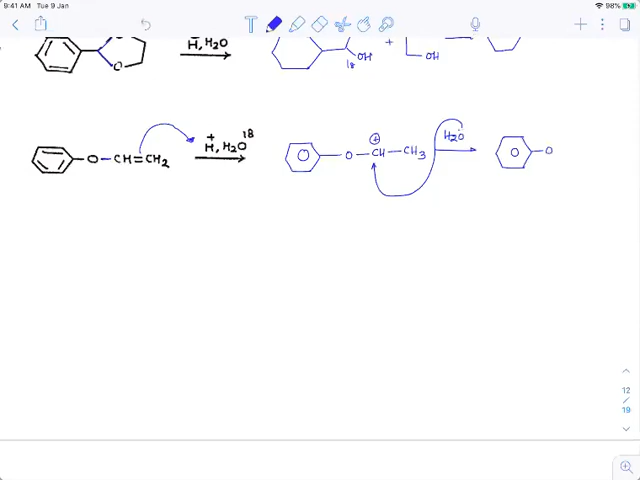 9:41 AM Tue 9 Jan 98%
T
O H, H2O + 18 OH + OH
O CH=CH2 + H, H2O 18 O CH + CH3 H2O O
12
/
19